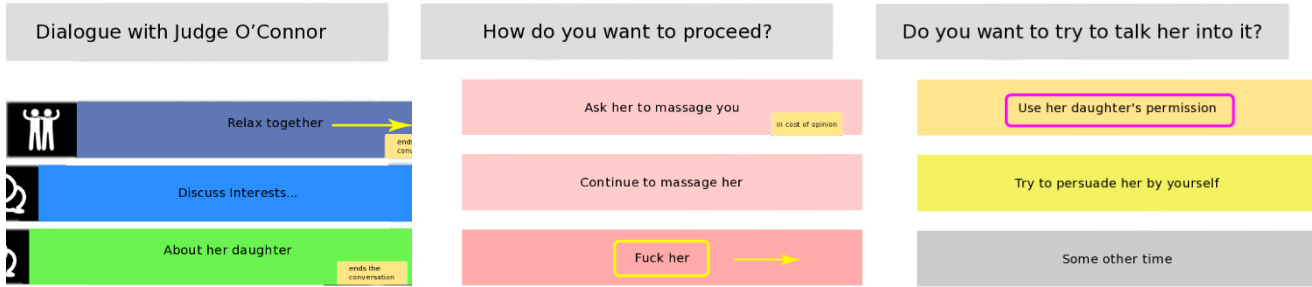 Dialogue with Judge O’Connor
Relax together
ends
conv
Discuss Interests...
About her daughter
ends the
conversation
How do you want to proceed?
Ask her to massage you
in cost of opinion
Continue to massage her
Fuck her
Do you want to try to talk her into it?
Use her daughter's permission
Try to persuade her by yourself
Some other time